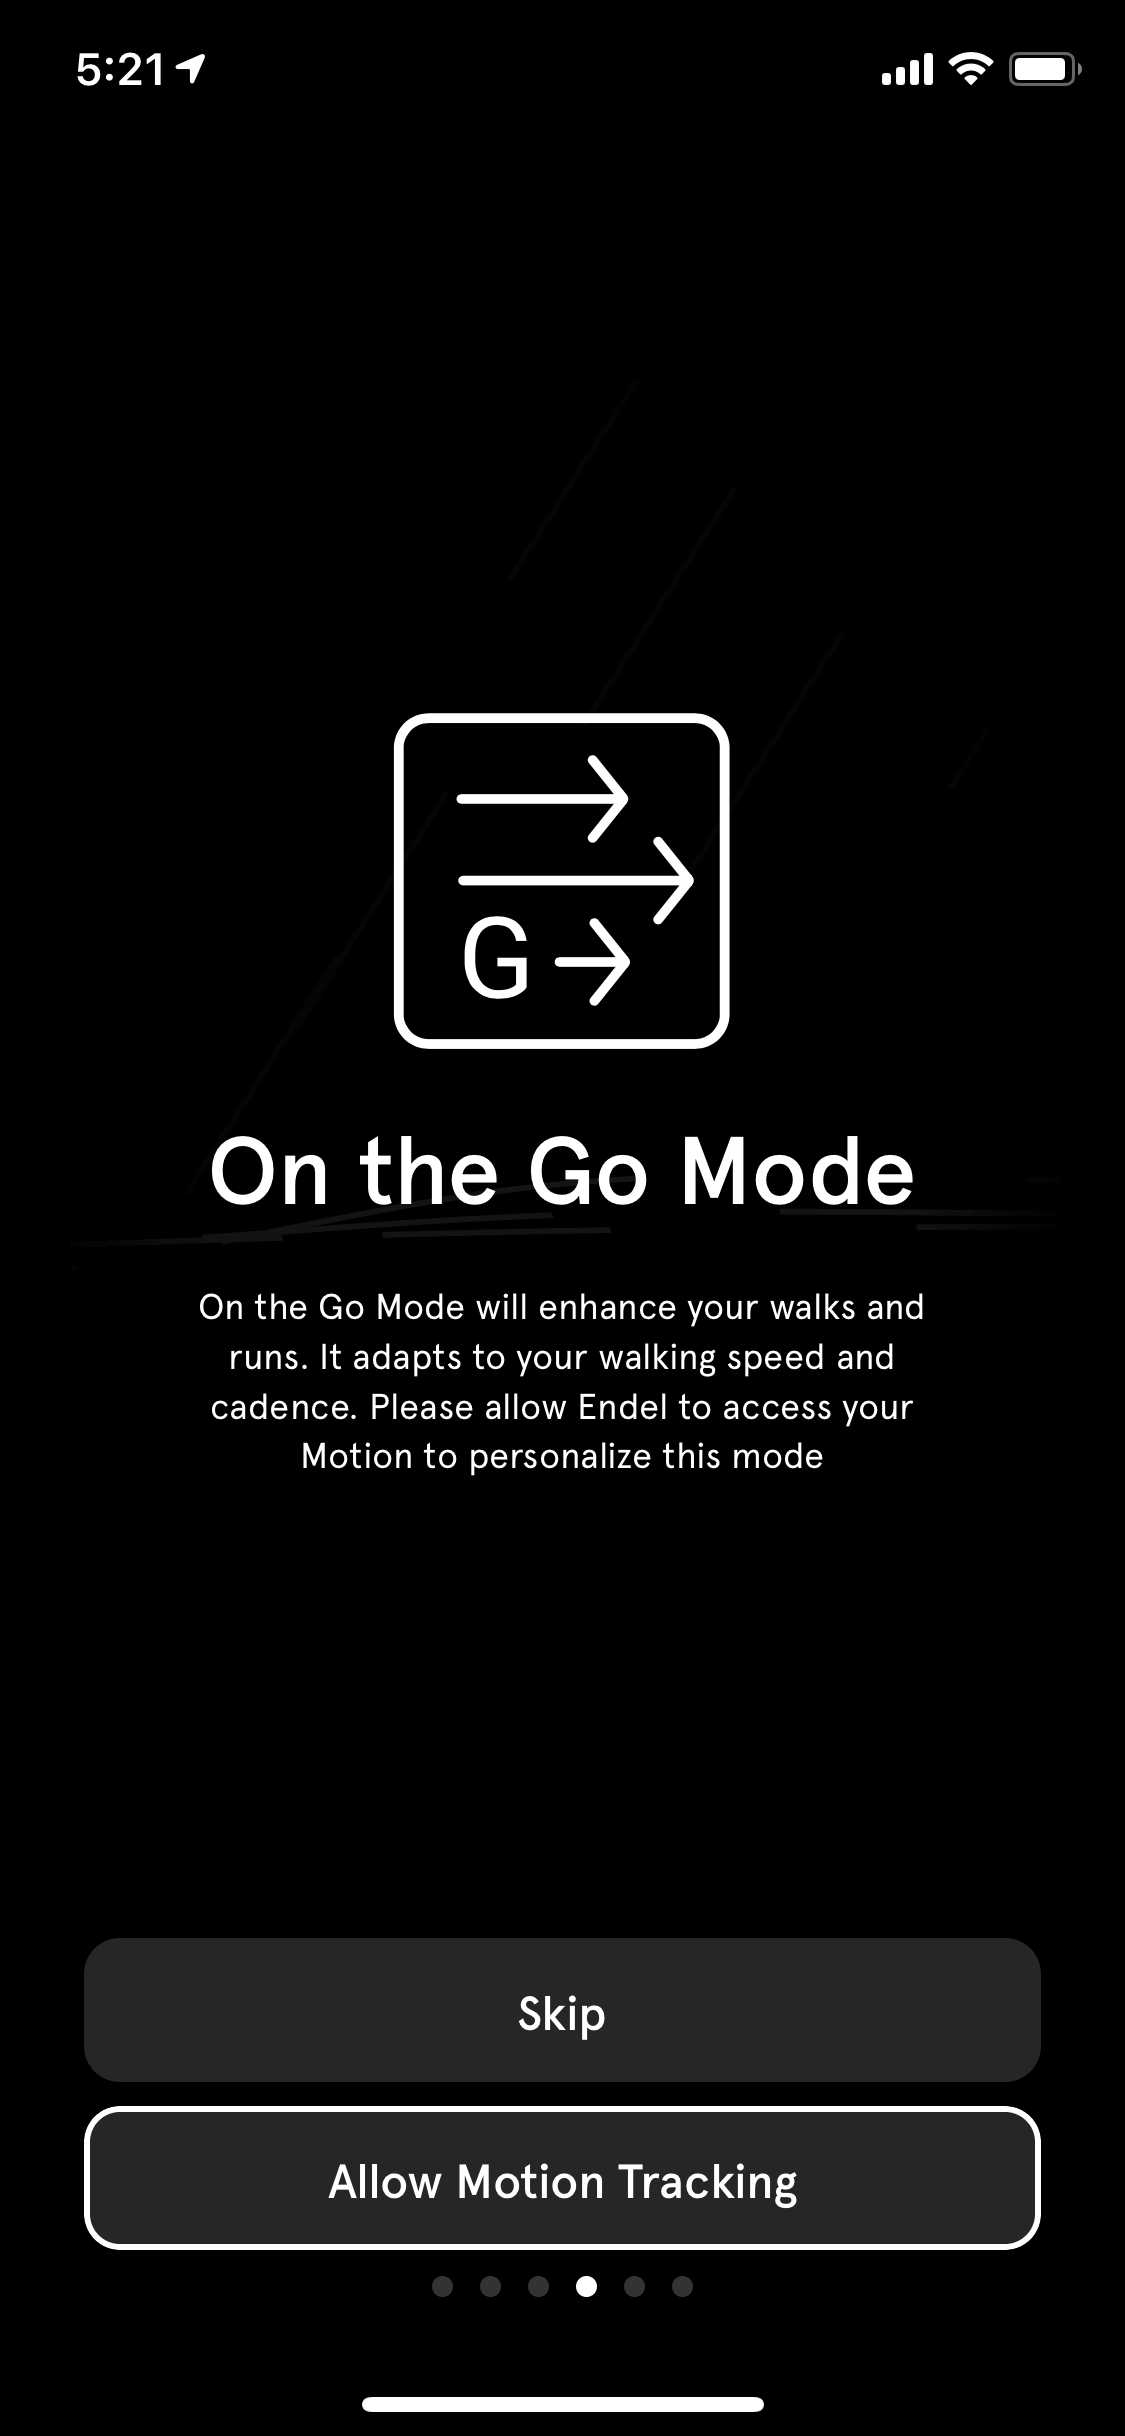 5:21
G
On the Go Mode
On the Go Mode will enhance your walks and
runs. It adapts to your walking speed and
cadence. Please allow Endel to access your
Motion to personalize this mode
Skip
Allow Motion Tracking